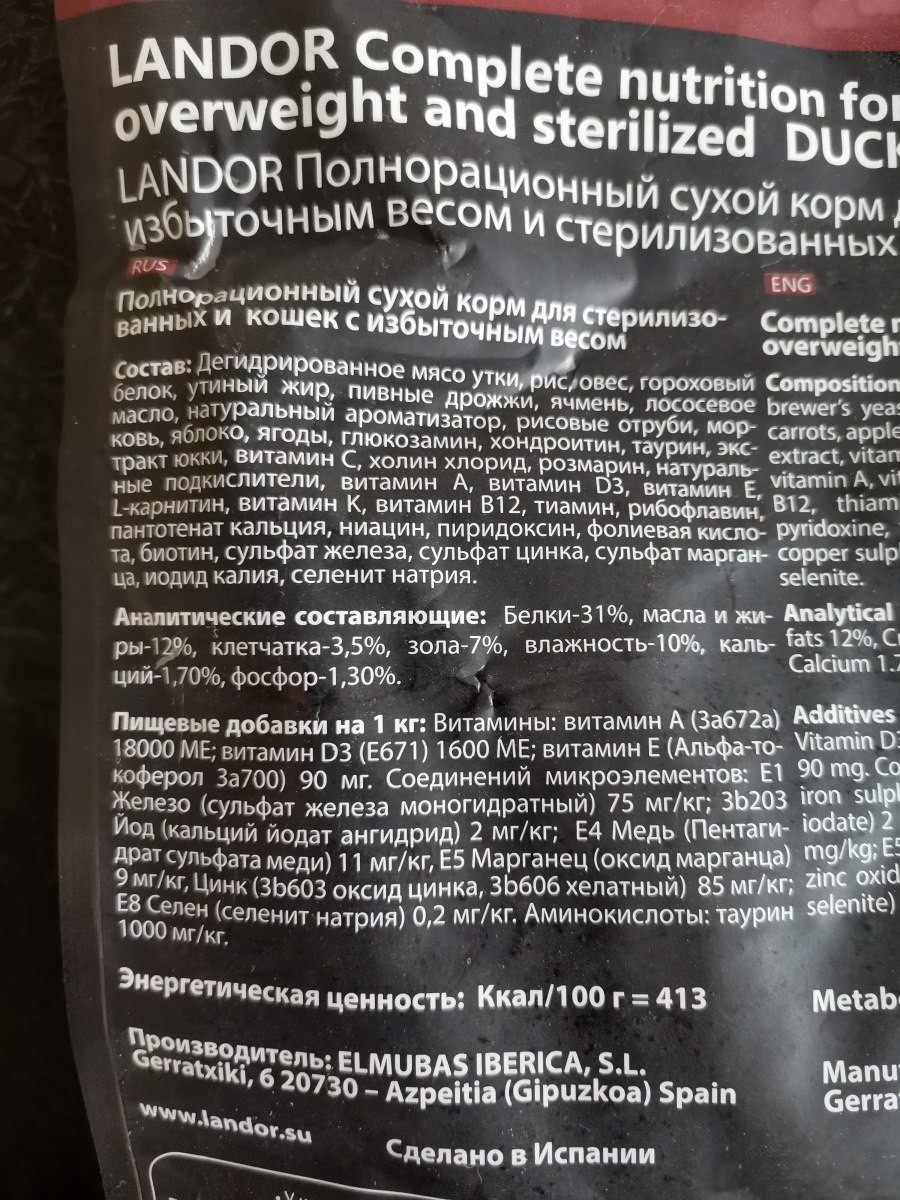 LANDOR Complete nutrition for
overweight and sterilized DUCK
LANDOR Полнорационный сухой корм
избыточным весом и стерилизованных
RUS
Полнорационный сухой корм для стерилизо-
ванных и кошек с избыточным весом
Состав: Дегидрированное мясо утки, рис, овес, гороховый
белок, утиный жир, пивные дрожжи, ячмень, лососевое
масло, натуральный ароматизатор, рисовые отруби, мор-
ковь, яблоко, ягоды, глюкозамин, хондроитин, таурин, экс-
тракт юкки, витамин С, холин хлорид, розмарин, натураль-
ные подкислители, витамин А, витамин D3, витамин Е,
L-карнитин, витамин К, витамин В12, тиамин, рибофлавин,
пантотенат кальция, ниацин, пиридоксин, фолиевая кисло-
та, биотин, сульфат железа, сульфат цинка, сульфат марган-
ца, иодид калия, селенит натрия.
Аналитические составляющие: Белки-31%, масла и жи-
ры-12%, клетчатка-3,5%, зола-7%, влажность-10%, каль-
ций-1,70%, фосфор-1,30%.
Пищевые добавки на 1 кг: Витамины: витамин А (3а672а)
18000 МЕ; витамин D3 (Е671) 1600 МЕ; витамин Е (Альфа-то-
коферол 3а700) 90 мг. Соединений микроэлементов: Е1
Железо (сульфат железа моногидратный) 75 мг/кг; 3b203
Йод (кальций йодат ангидрид) 2 мг/кг; Е4 Медь (Пентаги-
драт сульфата меди) 11 мг/кг, Е5 Марганец (оксид марганца)
9 мг/кг, Цинк (3b603 оксид цинка, 3b606 хелатный) 85 мг/кг;
Е8 Селен (селенит натрия) 0,2 мг/кг. Аминокислоты: таурин
1000 мг/кг.
Энергетическая ценность: Ккал/100 г = 413
Производитель: ELMUBAS IBERICA, S.L.
Gerratxiki, 6 20730 – Azpeitia (Gipuzkoa) Spain
www.landor.su
Сделано в Испании
ENG
Complete
overweigh
Composition
brewer's yeas
carrots, apple
extract, vitam
vitamin A, vit
B12, thiam
pyridoxine,
copper sulp
selenite.
Analytical
fats 12%, C
Calcium 1.7
Additives
Vitamin D3
90 mg. Co
iron sulp
iodate) 2
mg/kg; E5
zinc oxid
selenite)
Metab
Manu
Gerra